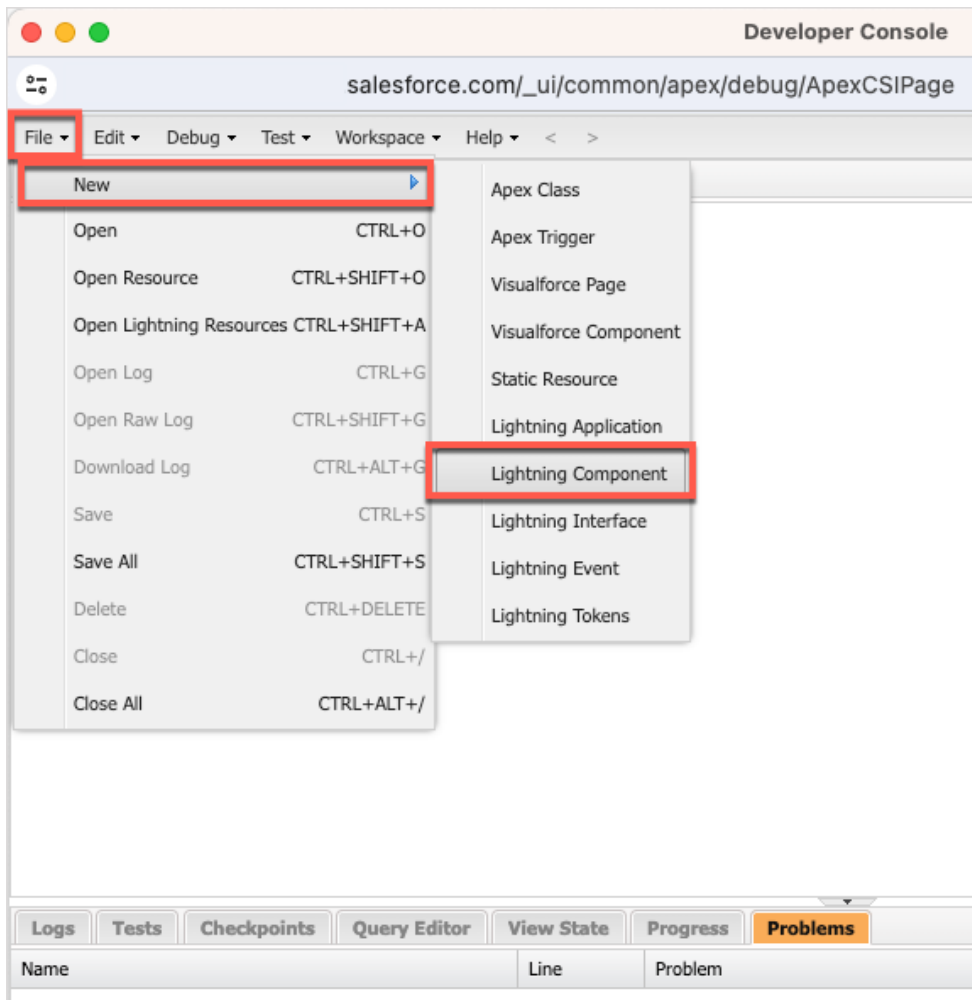 Developer Console
salesforce.com/_ui/common/apex/debug/ApexCSIPage
File Edit Debug Test Workspace Help < >
New
Open CTRL+O
Open Resource CTRL+SHIFT+O
Open Lightning Resources CTRL+SHIFT+A
Open Log CTRL+G
Open Raw Log CTRL+SHIFT+G
Download Log CTRL+ALT+G
Save CTRL+S
Save All CTRL+SHIFT+S
Delete CTRL+DELETE
Close CTRL+/
Close All CTRL+ALT+/
Apex Class
Apex Trigger
Visualforce Page
Visualforce Component
Static Resource
Lightning Application
Lightning Component
Lightning Interface
Lightning Event
Lightning Tokens
Logs Tests Checkpoints Query Editor View State Progress Problems
Name Line Problem